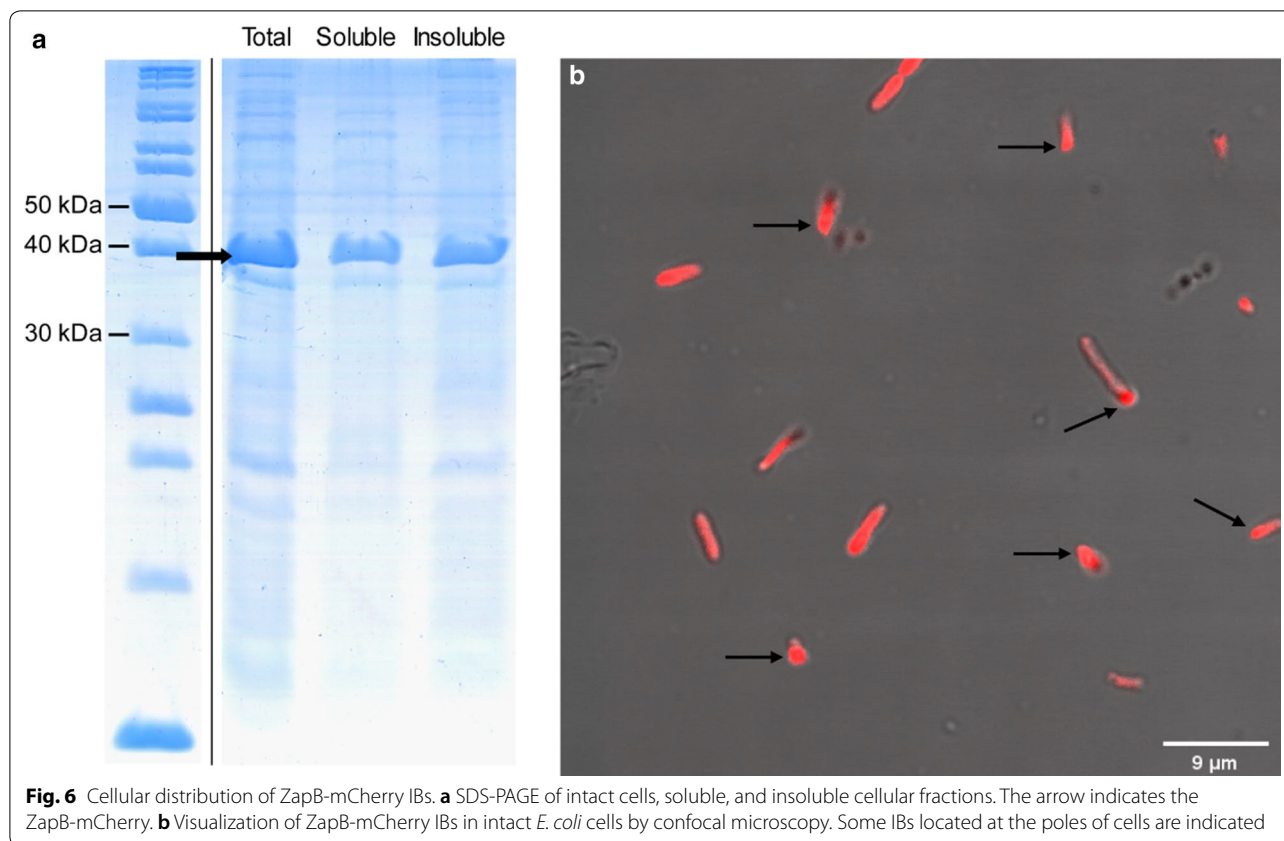 a
Total Soluble Insoluble
50 kDa
40 kDa
30 kDa
b
9 µm
Fig. 6 Cellular distribution of ZapB-mCherry IBs. a SDS-PAGE of intact cells, soluble, and insoluble cellular fractions. The arrow indicates the
ZapB-mCherry. b Visualization of ZapB-mCherry IBs in intact E. coli cells by confocal microscopy. Some IBs located at the poles of cells are indicated